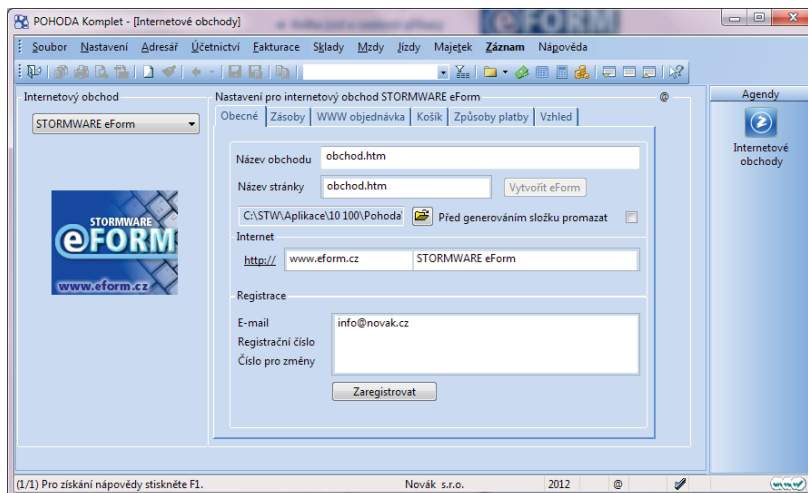 POHODA Komplet - [Internetové obchody]
Soubor Nastavení Adresář Účetnictví Fakturace Sklady Mzdy Jízdy Majetek Záznam Nápověda
Internetový obchod
STORMWARE eForm
STORMWARE
eFORM
www.eform.cz
Nastavení pro internetový obchod STORMWARE eForm @
Obecné Zásoby WWW objednávka Košík Způsoby platby Vzhled
Název obchodu obchod.htm
Název stránky obchod.htm Vytvořit eForm
C:\STW\Aplikace\10 100\Pohoda Před generováním složku promazat
Internet
http:// www.eform.cz STORMWARE eForm
Registrace
E-mail info@novak.cz
Registrační číslo
Číslo pro změny
Zaregistrovat
Agendy
Internetové
obchody
(1/1) Pro získání nápovědy stiskněte F1. Novák s.r.o. 2012 @